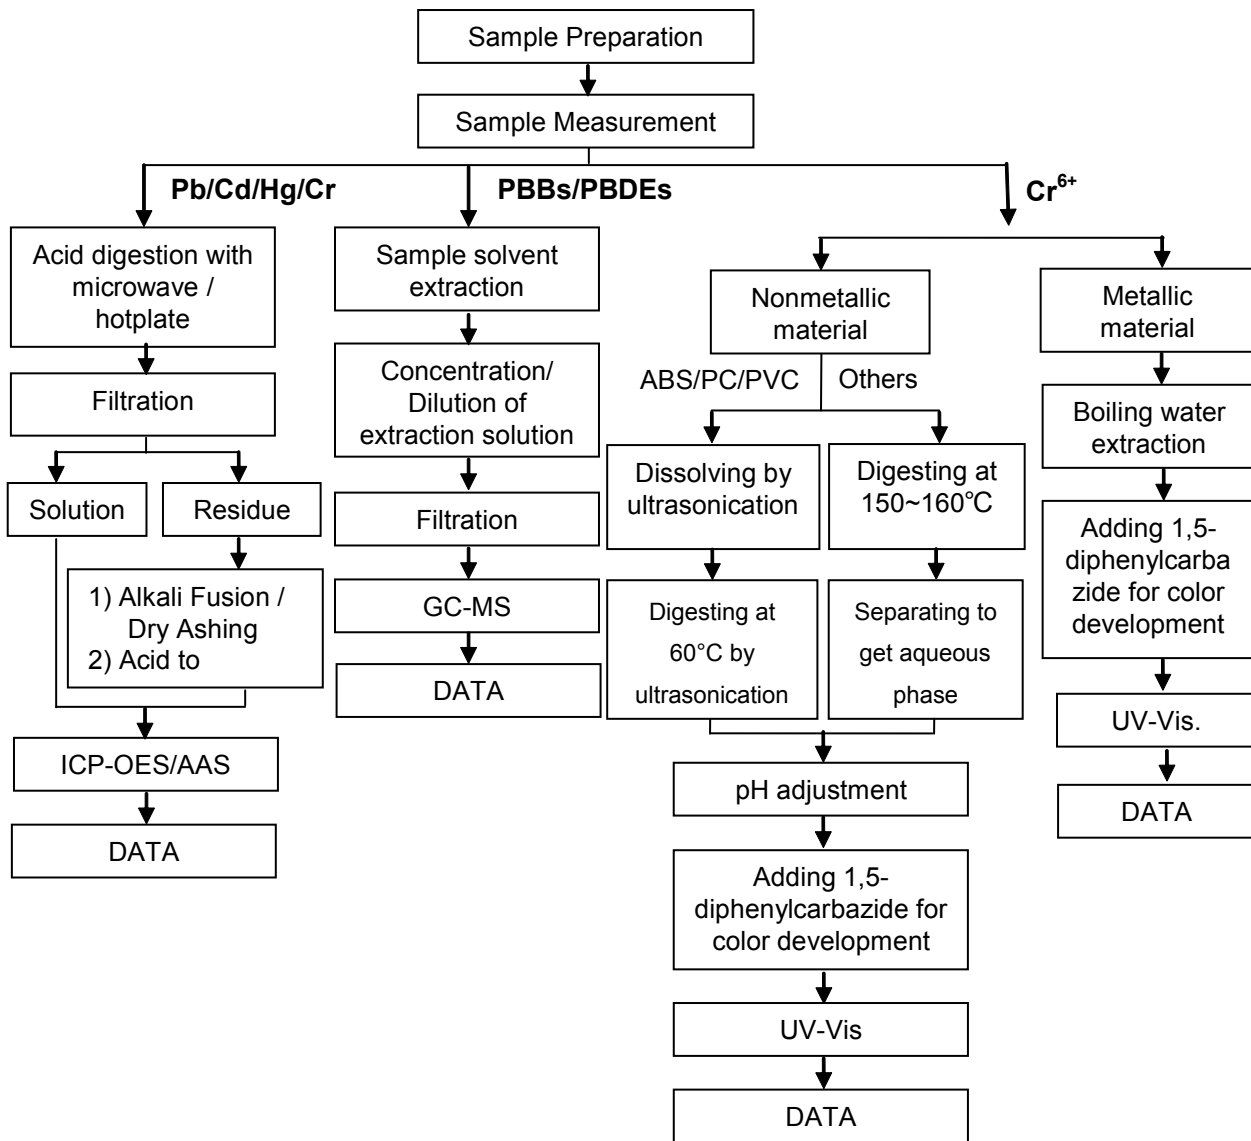 Sample Preparation
Sample Measurement
Pb/Cd/Hg/Cr
PBBs/PBDEs
Cr⁶⁺
Acid digestion with
microwave /
hotplate
Filtration
Solution
Residue
1) Alkali Fusion /
Dry Ashing
2) Acid to
ICP-OES/AAS
DATA
Sample solvent
extraction
Concentration/
Dilution of
extraction solution
Filtration
GC-MS
DATA
Nonmetallic
material
ABS/PC/PVC
Others
Dissolving by
ultrasonication
Digesting at
60°C by
ultrasonication
Digesting at
150~160℃
Separating to
get aqueous
phase
pH adjustment
Adding 1,5-
diphenylcarbazide for
color development
UV-Vis
DATA
Metallic
material
Boiling water
extraction
Adding 1,5-
diphenylcarba
zide for color
development
UV-Vis.
DATA